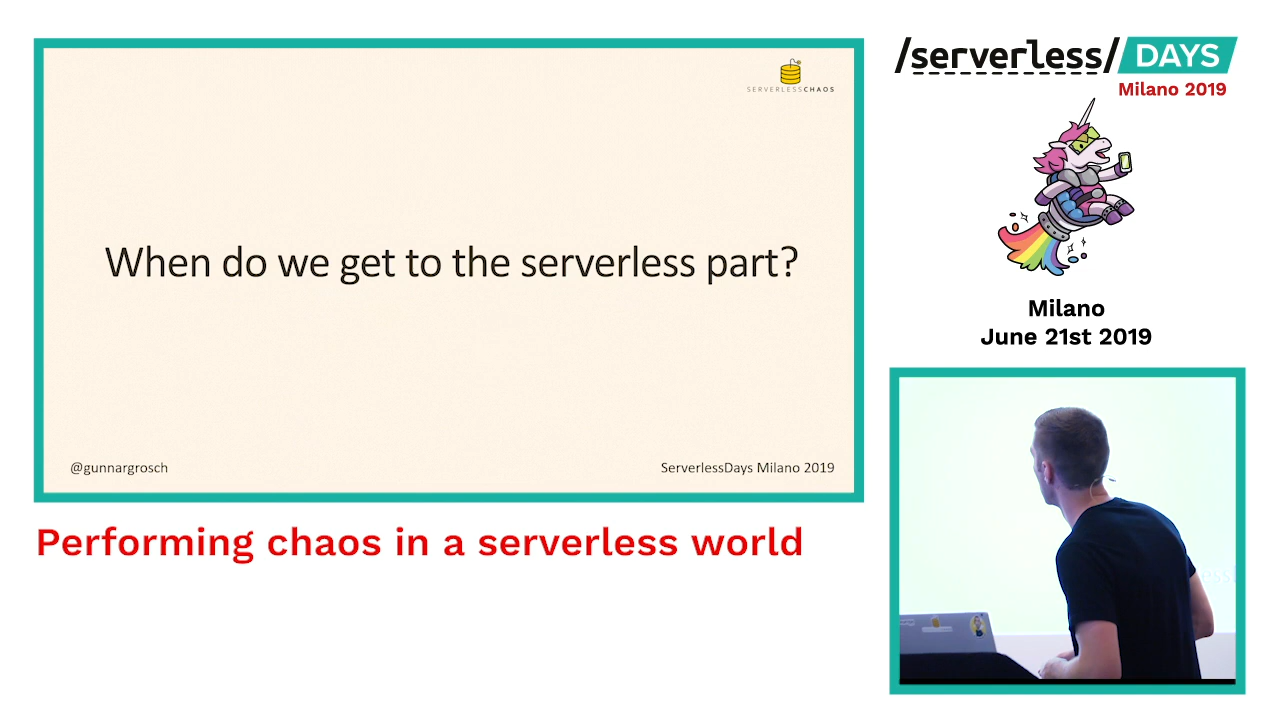 SERVERLESSCHAOS
When do we get to the serverless part?
@gunnargrosch
ServerlessDays Milano 2019
Performing chaos in a serverless world
/serverless/DAYS
Milano 2019
Milano
June 21st 2019